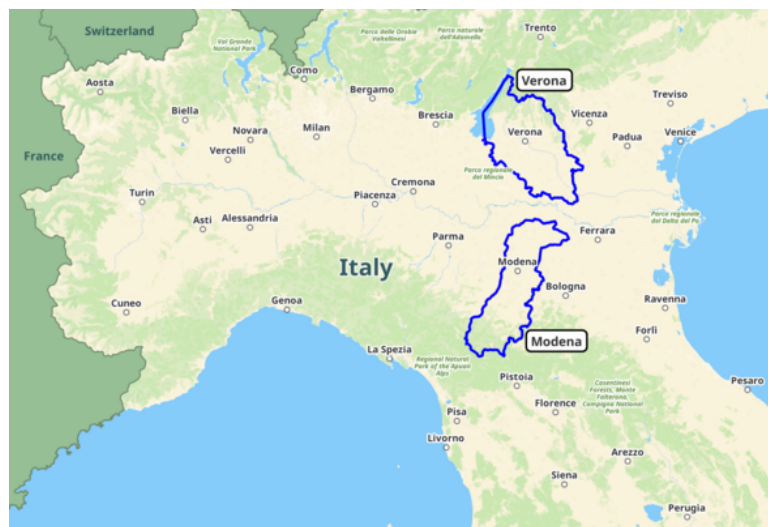 Switzerland
Val Grande
National Park
Parco delle Orobie
Valtellinesi
Parco naturale
dell'Adamello
Trento
Aosta
Como
Verona
Biella
Bergamo
Treviso
Novara
Milan
Brescia
Vicenza
Verona
Padua
Venice
France
Vercelli
Parco regionale
del Mincio
Turin
Cremona
Piacenza
Asti
Alessandria
Parma
Parco regionale
del Delta del Po
Ferrara
Italy
Modena
Bologna
Cuneo
Genoa
Ravenna
Forlì
Modena
La Spezia
Regional Natural
Park of the Apuan
Alps
Pistoia
Casentinesi
Forests, Monte
Falterona,
Campigna National
Park
Pesaro
Pisa
Florence
Livorno
Arezzo
Siena
Perugia